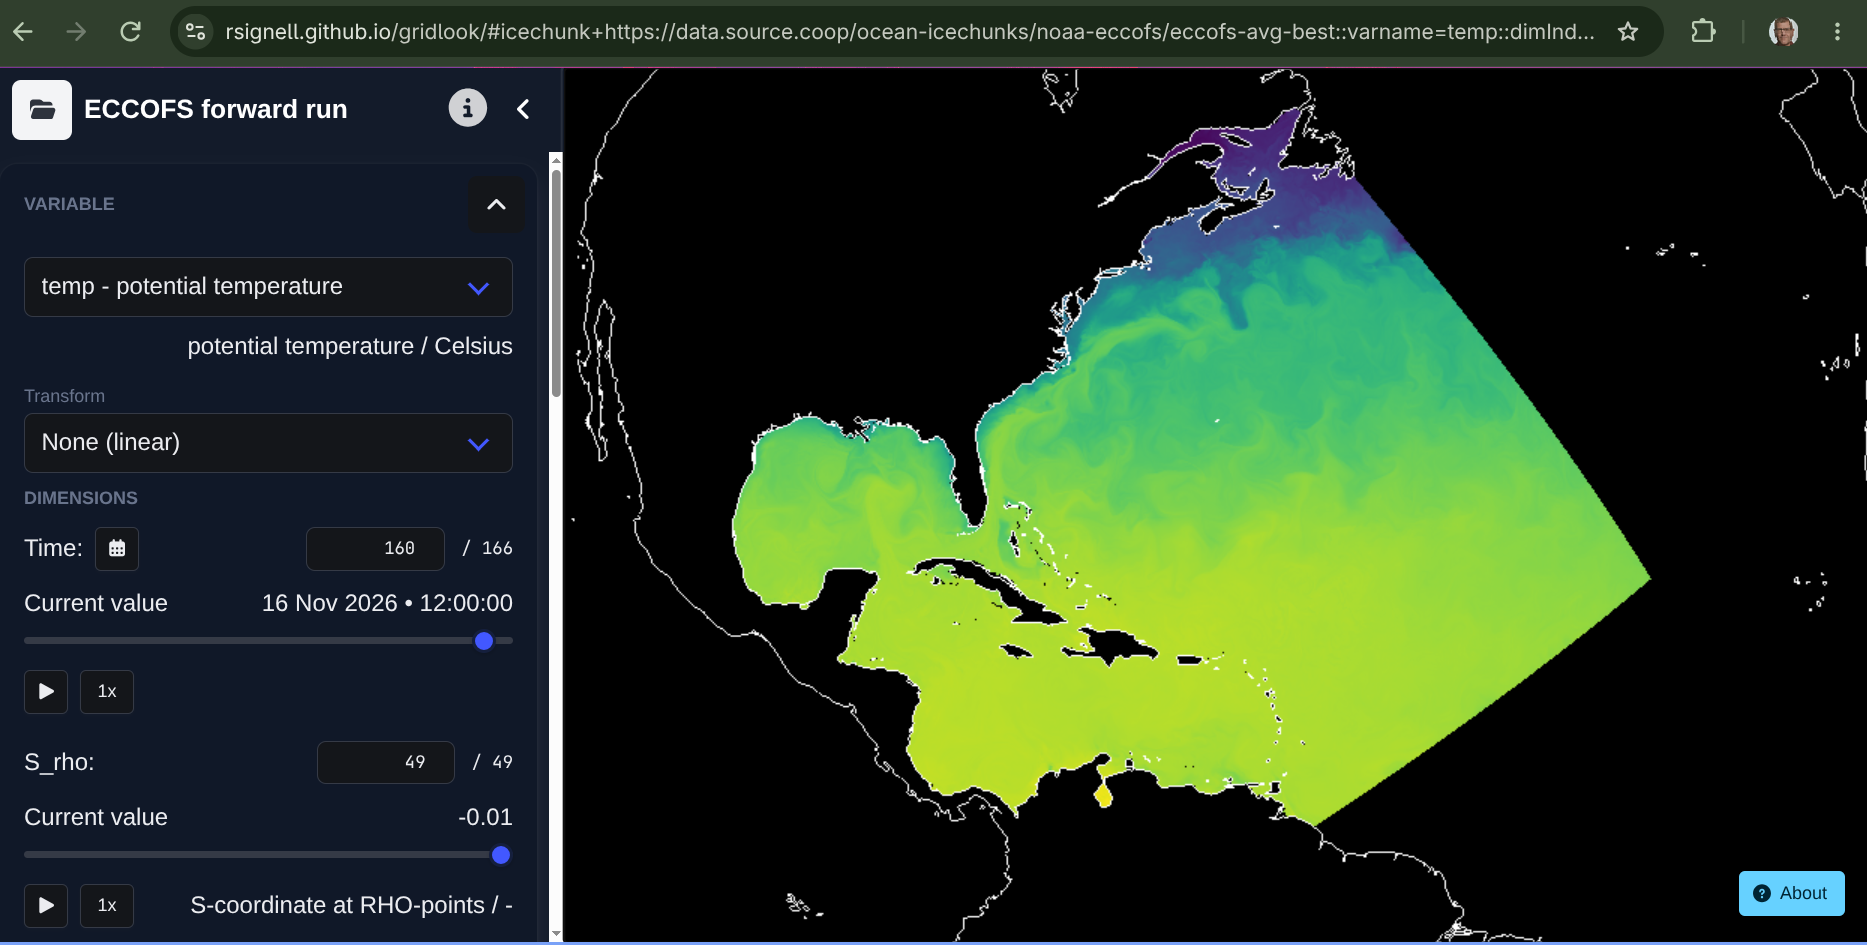 rsignell.github.io/gridlook/#icechunk+https://data.source.coop/ocean-icechunks/noaa-eccofs/eccofs-avg-best::varname=temp::dimInd...
ECCOFS forward run
VARIABLE
temp - potential temperature
potential temperature / Celsius
Transform
None (linear)
DIMENSIONS
Time: 160 / 166
Current value 16 Nov 2026 • 12:00:00
1x
S_rho: 49 / 49
Current value -0.01
1x S-coordinate at RHO-points / -
About